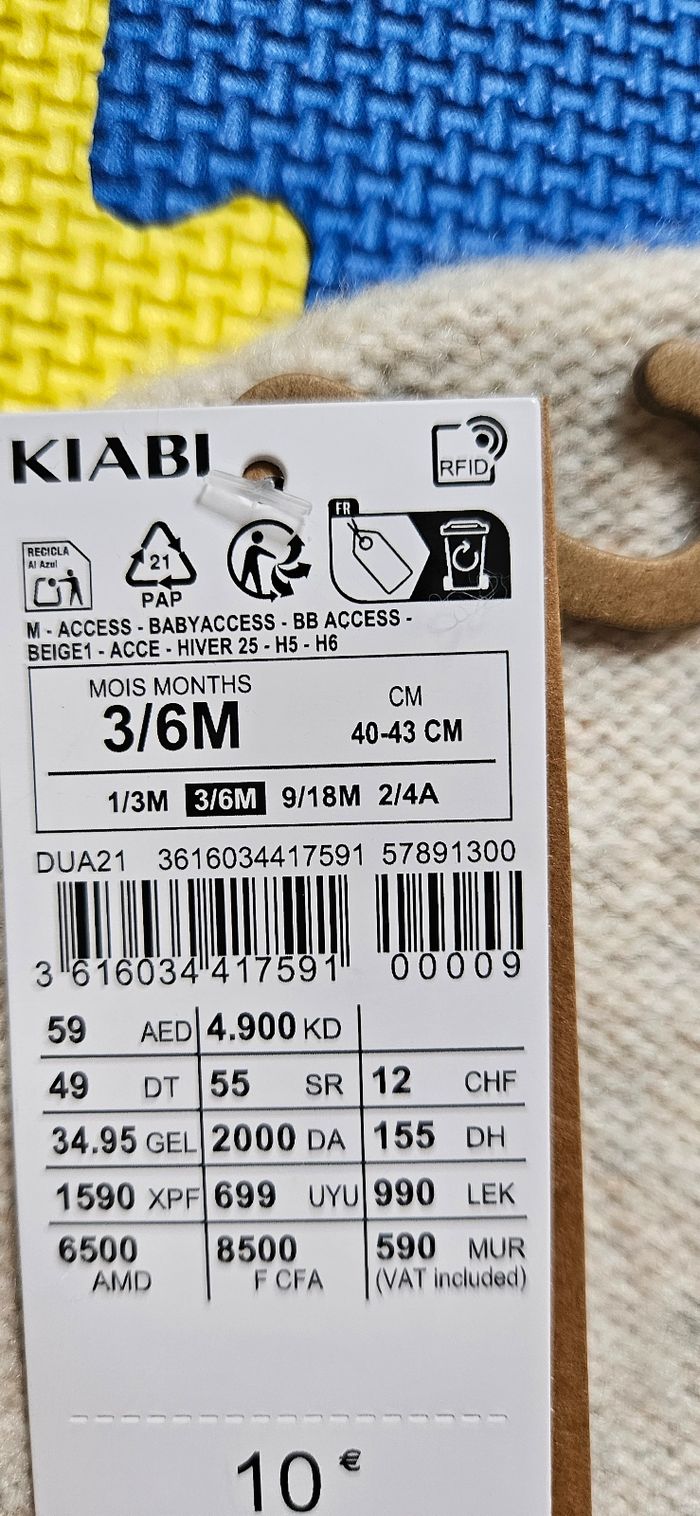 KIABI
RFID
FR
RECICLA
Al Azul
21
PAP
M - ACCESS - BABYACCESS - BB ACCESS -
BEIGE1 - ACCE - HIVER 25 - H5 - H6
MOIS MONTHS
3/6M
CM
40-43 CM
1/3M 3/6M 9/18M 2/4A
DUA21 3616034417591 57891300
3 616034 417591 00009
59 AED 4.900 KD
49 DT 55 SR 12 CHF
34.95 GEL 2000 DA 155 DH
1590 XPF 699 UYU 990 LEK
6500 8500 590 MUR
AMD F CFA (VAT included)
10 €